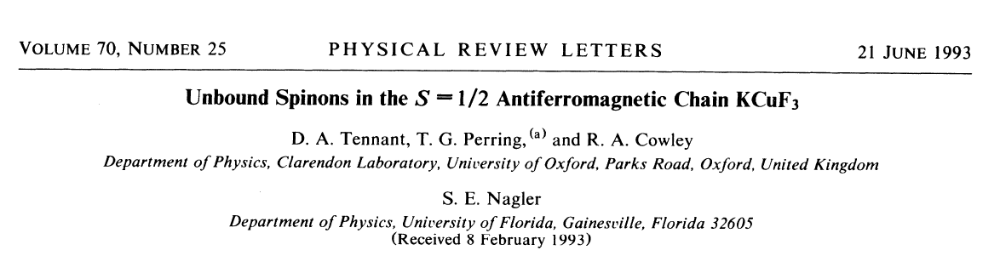 VOLUME 70, NUMBER 25 PHYSICAL REVIEW LETTERS 21 JUNE 1993
Unbound Spinons in the S = 1/2 Antiferromagnetic Chain KCuF₃
D. A. Tennant, T. G. Perring,⁽ᵃ⁾ and R. A. Cowley
Department of Physics, Clarendon Laboratory, University of Oxford, Parks Road, Oxford, United Kingdom
S. E. Nagler
Department of Physics, University of Florida, Gainesville, Florida 32605
(Received 8 February 1993)